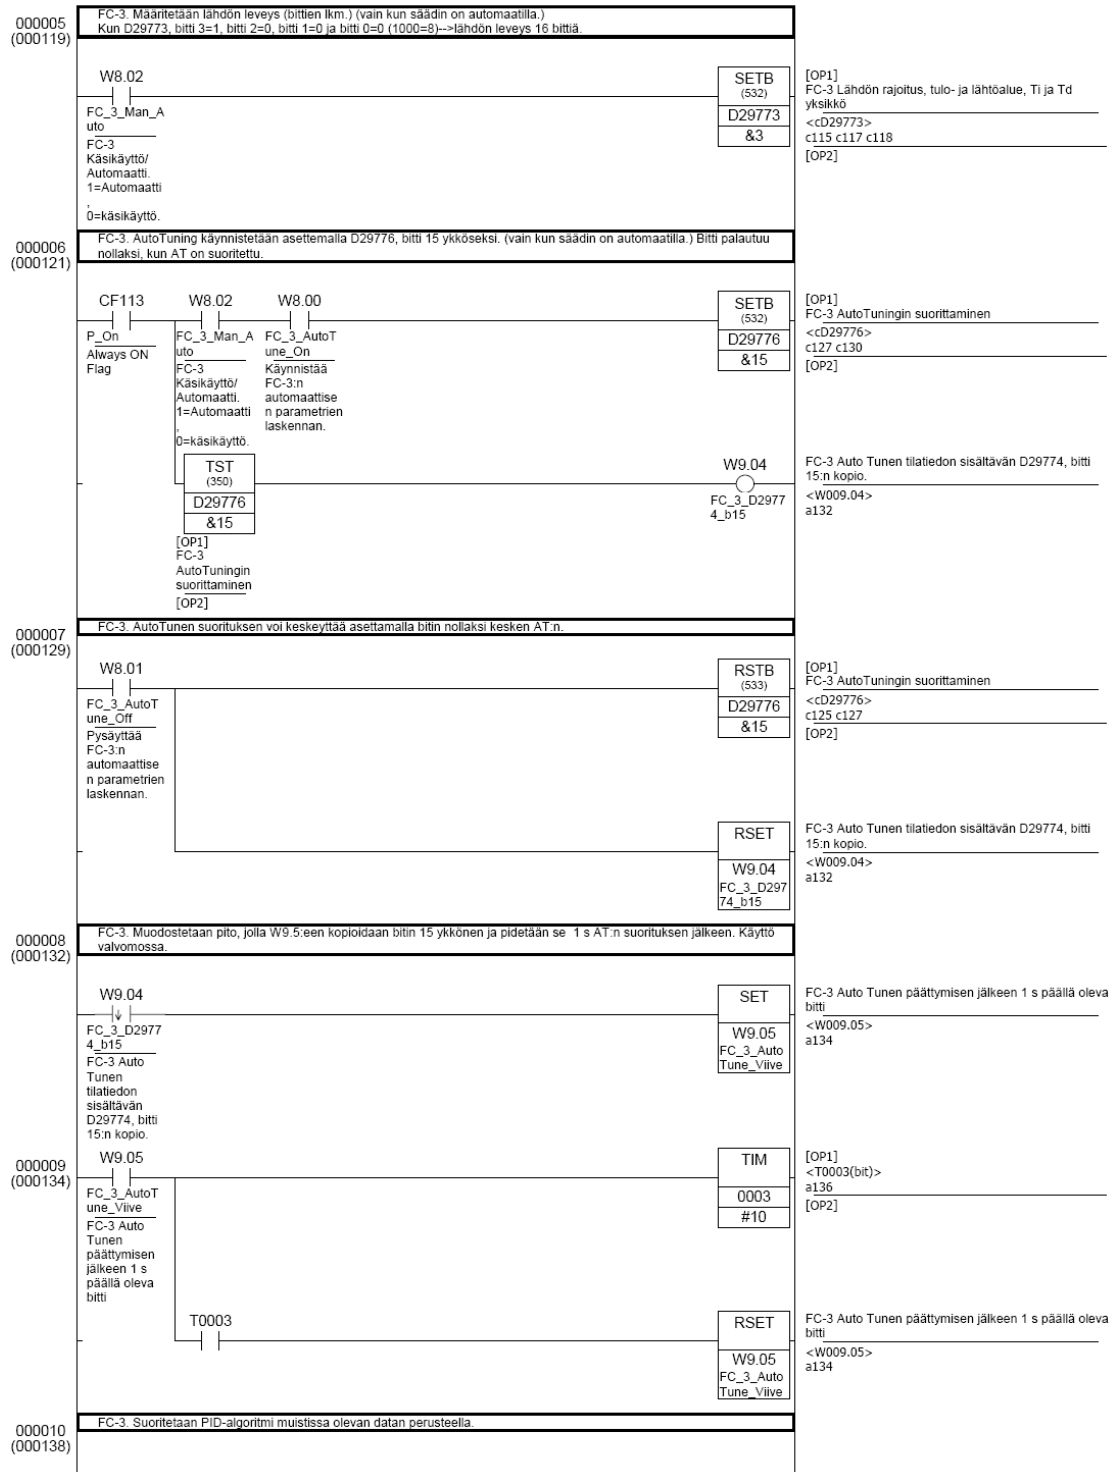 000005
(000119)
FC-3. Määritetään lähdön leveys (bittien lkm.) (vain kun säädin on automaatilla.)
Kun D29773, bitti 3=1, bitti 2=0, bitti 1=0 ja bitti 0=0 (1000=8)-->lähdön leveys 16 bittiä.
W8.02
FC_3_Man_A
uto
FC-3
Käsikäyttö/
Automaatti.
1=Automaatti
,
0=käsikäyttö.
SETB
(532)
D29773
&3
[OP1]
FC-3 Lähdön rajoitus, tulo- ja lähtöalue, Ti ja Td
yksikkö
<cD29773>
c115 c117 c118
[OP2]
000006
(000121)
FC-3. AutoTuning käynnistetään asettamalla D29776, bitti 15 ykköseksi. (vain kun säädin on automaatilla.) Bitti palautuu
nollaksi, kun AT on suoritettu.
CF113
P_On
Always ON
Flag
W8.02
FC_3_Man_A
uto
FC-3
Käsikäyttö/
Automaatti.
1=Automaatti
,
0=käsikäyttö.
W8.00
FC_3_AutoT
une_On
Käynnistää
FC-3:n
automaattise
n parametrien
laskennan.
SETB
(532)
D29776
&15
[OP1]
FC-3 AutoTuningin suorittaminen
<cD29776>
c127 c130
[OP2]
TST
(350)
D29776
&15
[OP1]
FC-3
AutoTuningin
suorittaminen
[OP2]
W9.04
FC_3_D2977
4_b15
FC-3 Auto Tunen tilatiedon sisältävän D29774, bitti
15:n kopio.
<W009.04>
a132
000007
(000129)
FC-3. AutoTunen suorituksen voi keskeyttää asettamalla bitin nollaksi kesken AT:n.
W8.01
FC_3_AutoT
une_Off
Pysäyttää
FC-3:n
automaattise
n parametrien
laskennan.
RSTB
(533)
D29776
&15
[OP1]
FC-3 AutoTuningin suorittaminen
<cD29776>
c125 c127
[OP2]
RSET
W9.04
FC_3_D297
74_b15
FC-3 Auto Tunen tilatiedon sisältävän D29774, bitti
15:n kopio.
<W009.04>
a132
000008
(000132)
FC-3. Muodostetaan pito, jolla W9.5:een kopioidaan bitin 15 ykkönen ja pidetään se 1 s AT:n suorituksen jälkeen. Käyttö
valvomossa.
W9.04
FC_3_D2977
4_b15
FC-3 Auto
Tunen
tilatiedon
sisältävän
D29774, bitti
15:n kopio.
SET
W9.05
FC_3_Auto
Tune_Viive
FC-3 Auto Tunen päättymisen jälkeen 1 s päällä oleva
bitti
<W009.05>
a134
000009
(000134)
W9.05
FC_3_AutoT
une_Viive
FC-3 Auto
Tunen
päättymisen
jälkeen 1 s
päällä oleva
bitti
TIM
0003
#10
[OP1]
<T0003(bit)>
a136
[OP2]
T0003
RSET
W9.05
FC_3_Auto
Tune_Viive
FC-3 Auto Tunen päättymisen jälkeen 1 s päällä oleva
bitti
<W009.05>
a134
000010
(000138)
FC-3. Suoritetaan PID-algoritmi muistissa olevan datan perusteella.